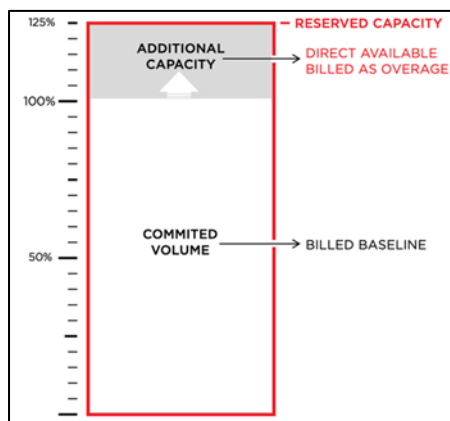 125%
RESERVED CAPACITY
ADDITIONAL
CAPACITY
DIRECT AVAILABLE
BILLED AS OVERAGE
100%
COMMITED
VOLUME
BILLED BASELINE
50%